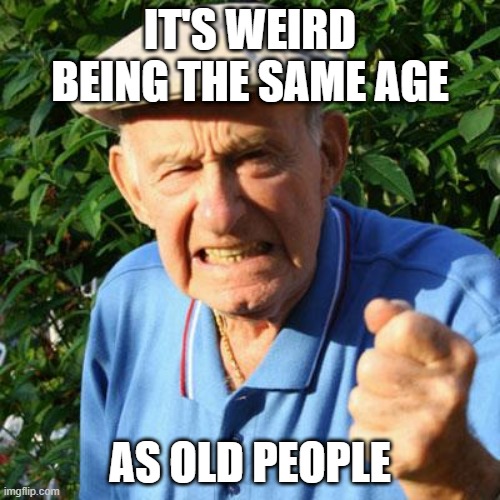 IT'S WEIRD
BEING THE SAME AGE
AS OLD PEOPLE
imgflip.com